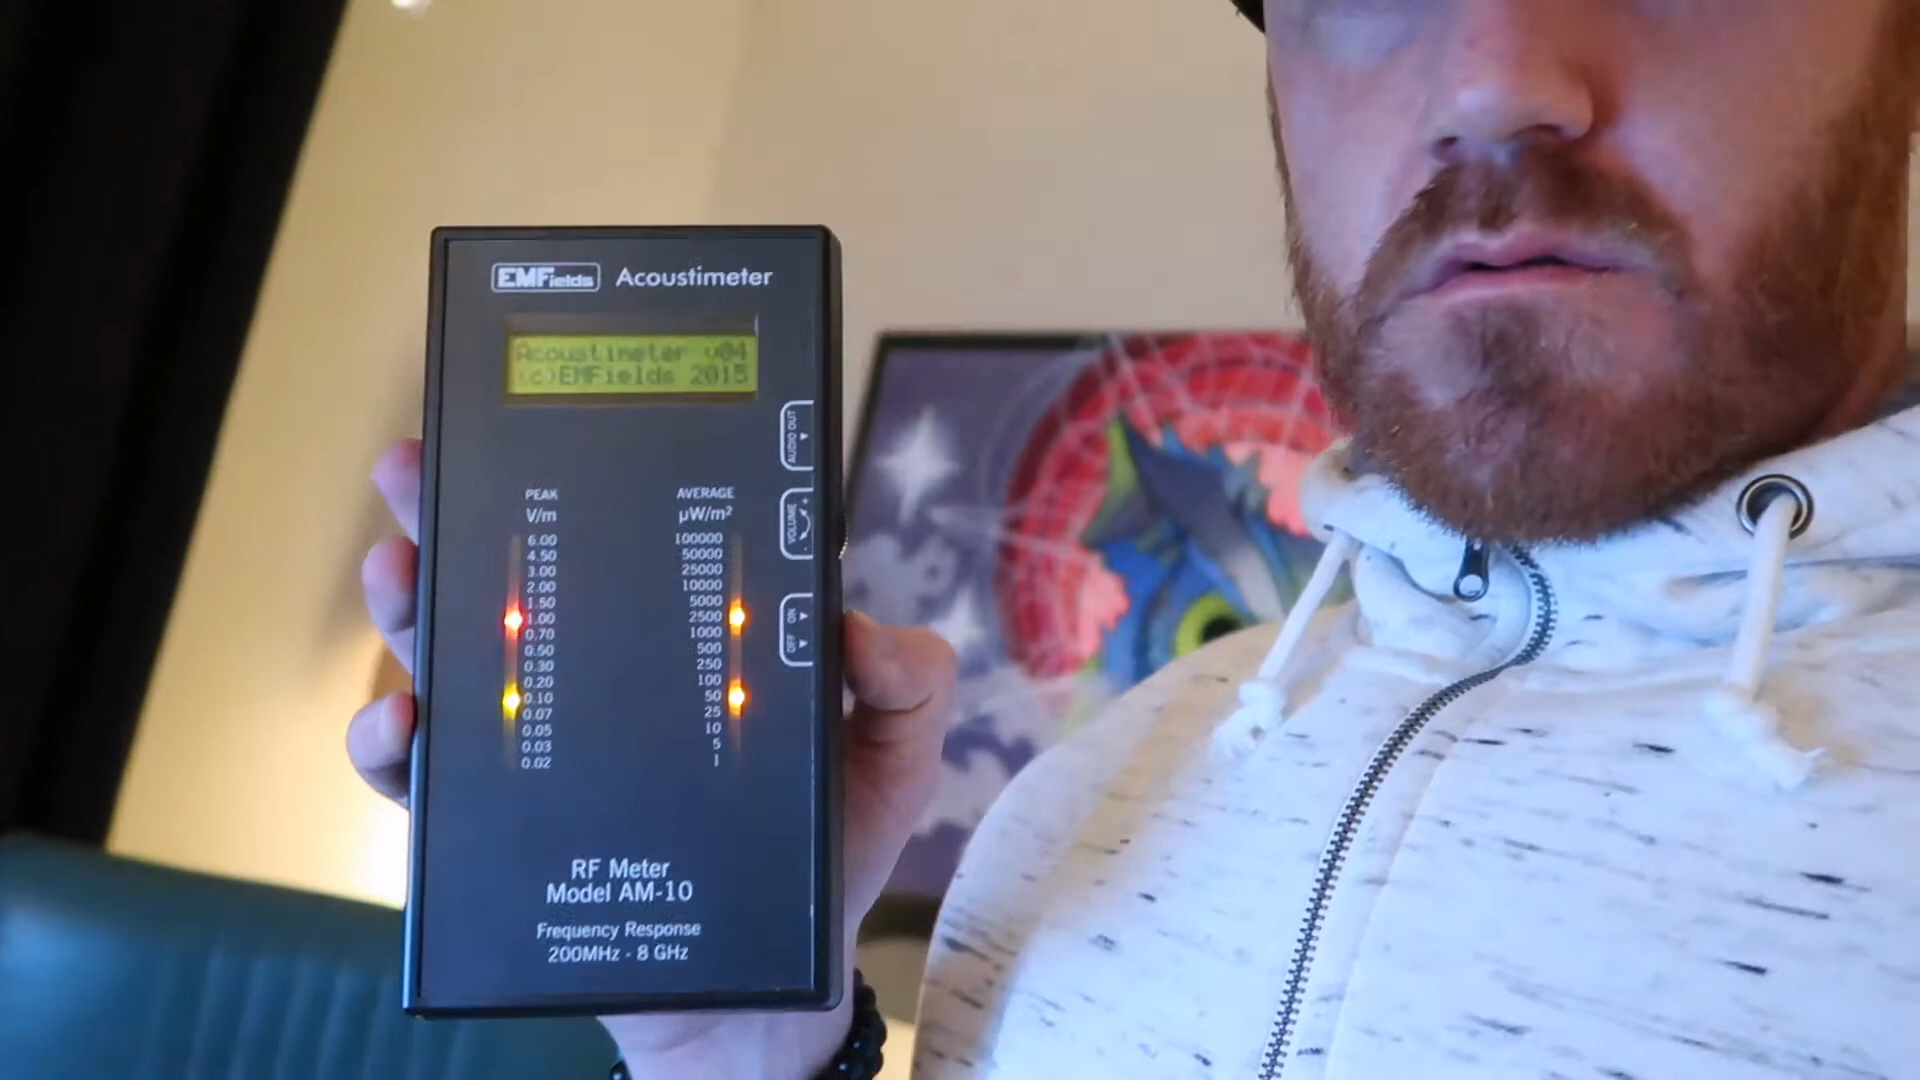 EMFields Acoustimeter
Acoustimeter v04
(c)EMFields 2015
AUDIO OUT
VOLUME - +
OFF ON
PEAK
V/m
6.00
4.50
3.00
2.00
1.50
1.00
0.70
0.50
0.30
0.20
0.10
0.07
0.05
0.03
0.02
AVERAGE
µW/m²
100000
50000
25000
10000
5000
2500
1000
500
250
100
50
25
10
5
1
RF Meter
Model AM-10
Frequency Response
200MHz - 8 GHz